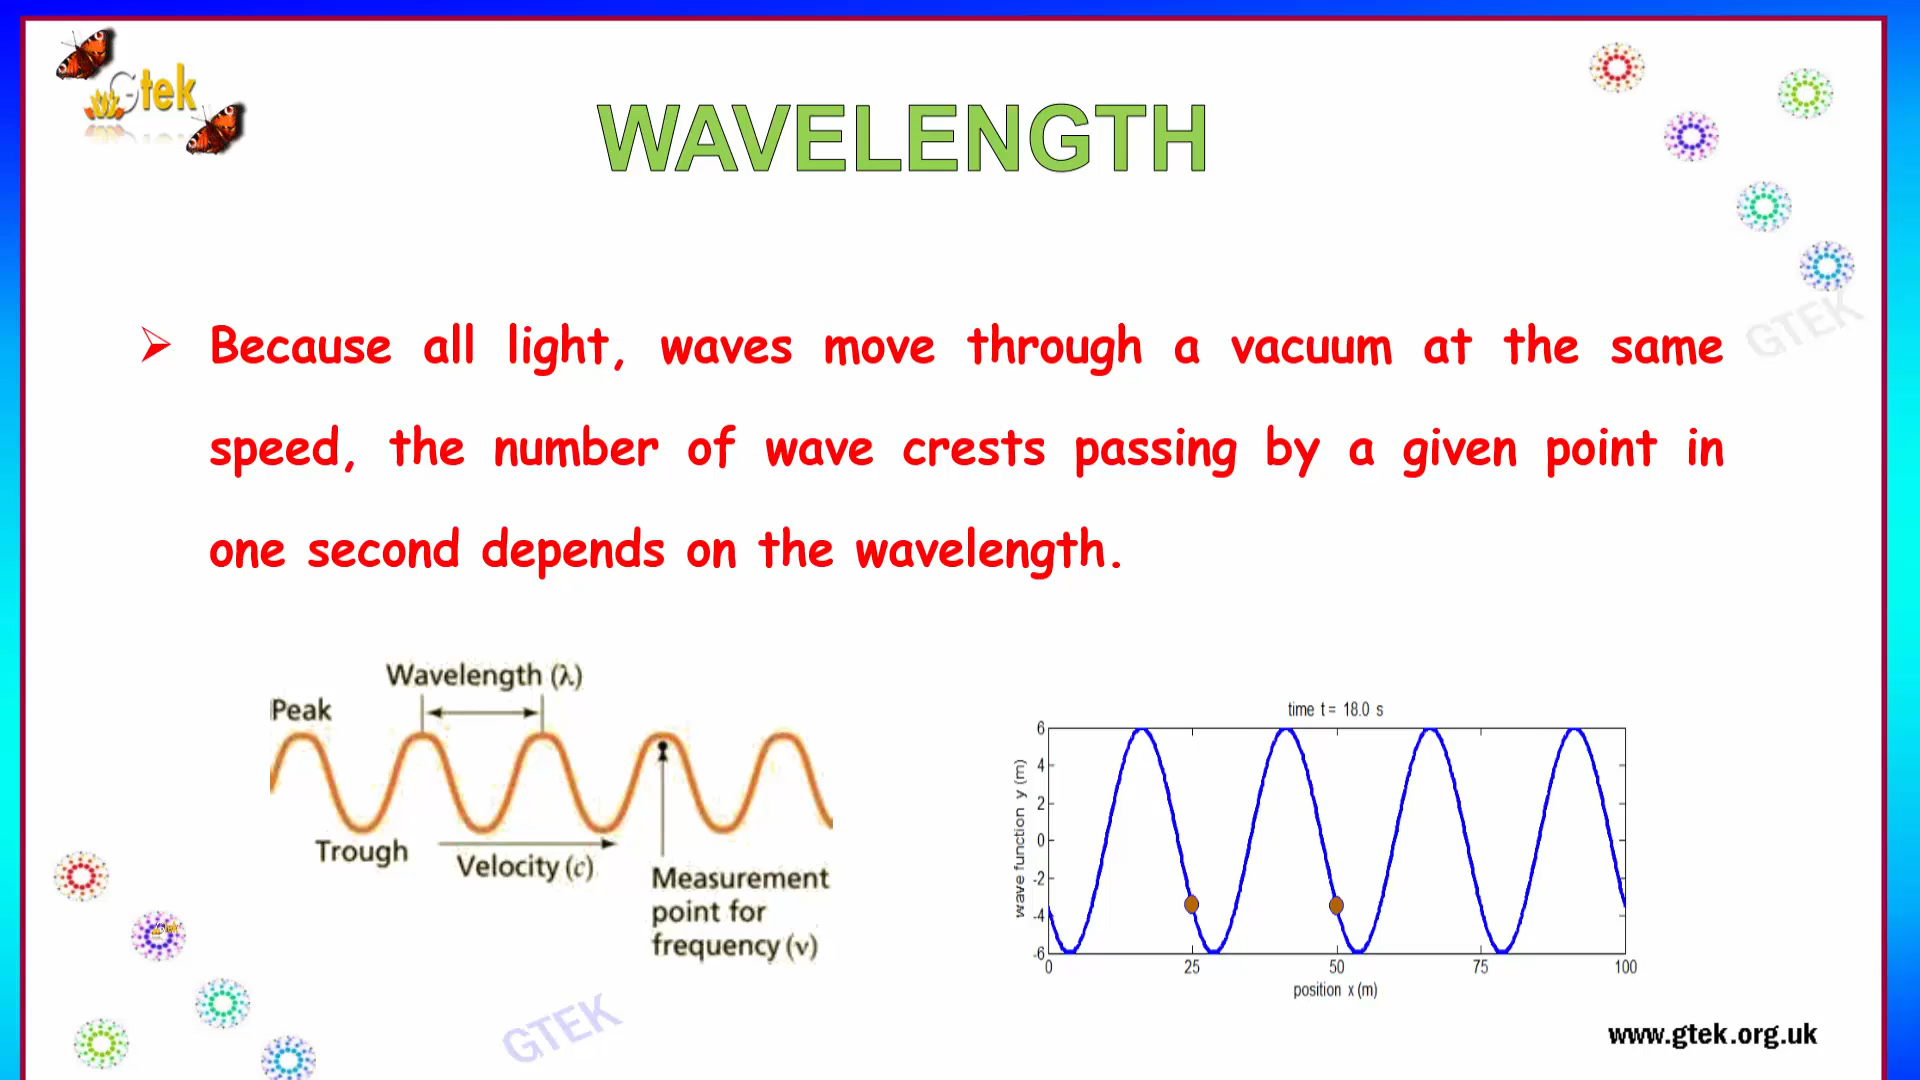 Gtek
WAVELENGTH
GTEK
Because all light, waves move through a vacuum at the same
speed, the number of wave crests passing by a given point in
one second depends on the wavelength.
Wavelength (λ)
Peak
Trough
Velocity (c)
Measurement
point for
frequency (ν)
time t = 18.0 s
wave function y (m)
6
4
2
0
-2
-4
-6
0 25 50 75 100
position x (m)
Gtek
GTEK
www.gtek.org.uk